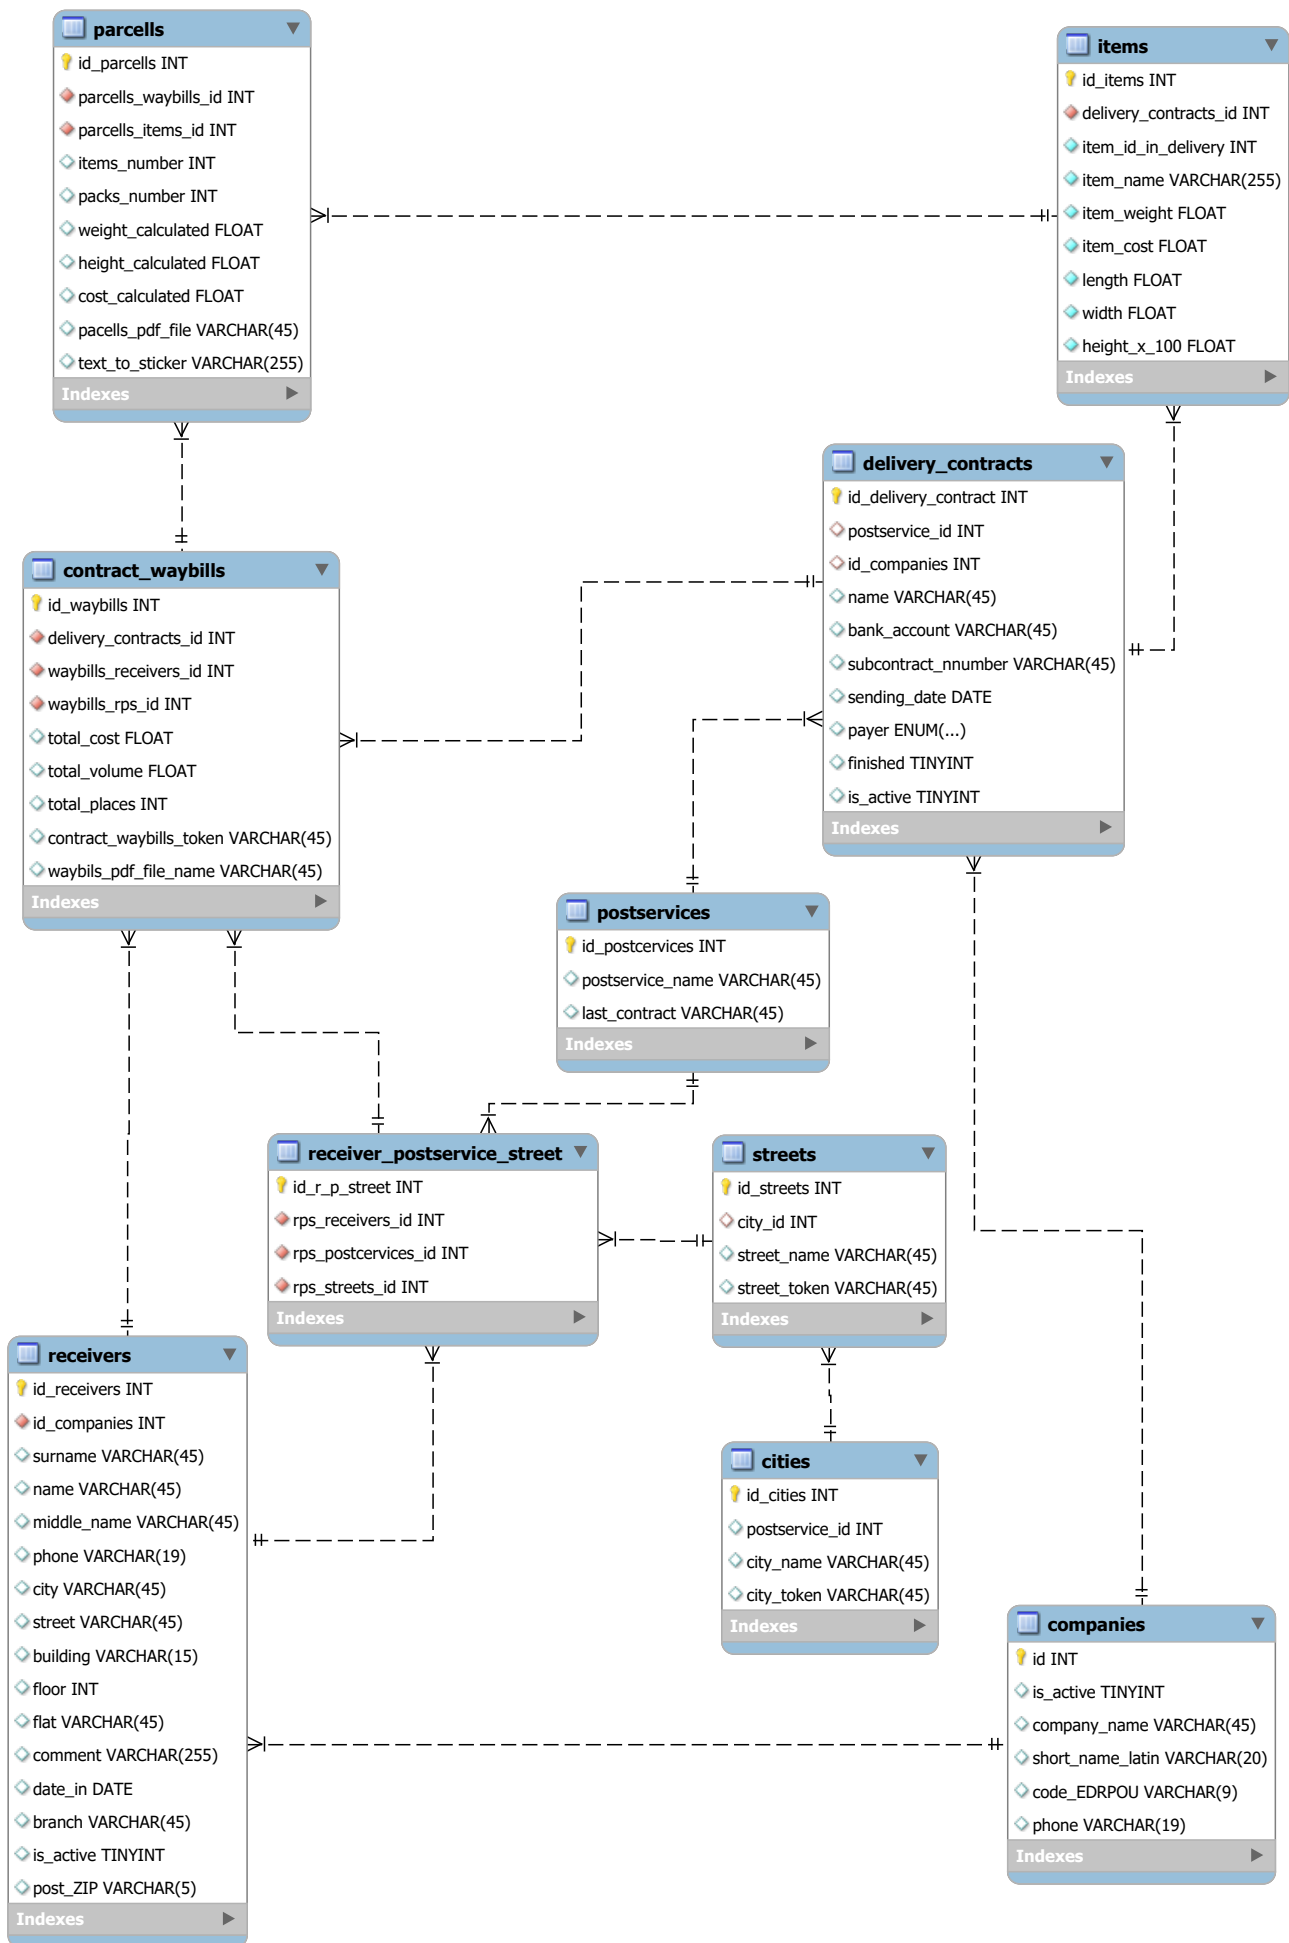 parcells
id_parcells INT
parcells_waybills_id INT
parcells_items_id INT
items_number INT
packs_number INT
weight_calculated FLOAT
height_calculated FLOAT
cost_calculated FLOAT
pacells_pdf_file VARCHAR(45)
text_to_sticker VARCHAR(255)
Indexes
items
id_items INT
delivery_contracts_id INT
item_id_in_delivery INT
item_name VARCHAR(255)
item_weight FLOAT
item_cost FLOAT
length FLOAT
width FLOAT
height_x_100 FLOAT
Indexes
delivery_contracts
id_delivery_contract INT
postservice_id INT
id_companies INT
name VARCHAR(45)
bank_account VARCHAR(45)
subcontract_nnumber VARCHAR(45)
sending_date DATE
payer ENUM(...)
finished TINYINT
is_active TINYINT
Indexes
contract_waybills
id_waybills INT
delivery_contracts_id INT
waybills_receivers_id INT
waybills_rps_id INT
total_cost FLOAT
total_volume FLOAT
total_places INT
contract_waybills_token VARCHAR(45)
waybils_pdf_file_name VARCHAR(45)
Indexes
postservices
id_postcervices INT
postservice_name VARCHAR(45)
last_contract VARCHAR(45)
Indexes
receiver_postservice_street
id_r_p_street INT
rps_receivers_id INT
rps_postcervices_id INT
rps_streets_id INT
Indexes
streets
id_streets INT
city_id INT
street_name VARCHAR(45)
street_token VARCHAR(45)
Indexes
receivers
id_receivers INT
id_companies INT
surname VARCHAR(45)
name VARCHAR(45)
middle_name VARCHAR(45)
phone VARCHAR(19)
city VARCHAR(45)
street VARCHAR(45)
building VARCHAR(15)
floor INT
flat VARCHAR(45)
comment VARCHAR(255)
date_in DATE
branch VARCHAR(45)
is_active TINYINT
post_ZIP VARCHAR(5)
Indexes
cities
id_cities INT
postservice_id INT
city_name VARCHAR(45)
city_token VARCHAR(45)
Indexes
companies
id INT
is_active TINYINT
company_name VARCHAR(45)
short_name_latin VARCHAR(20)
code_EDRPOU VARCHAR(9)
phone VARCHAR(19)
Indexes